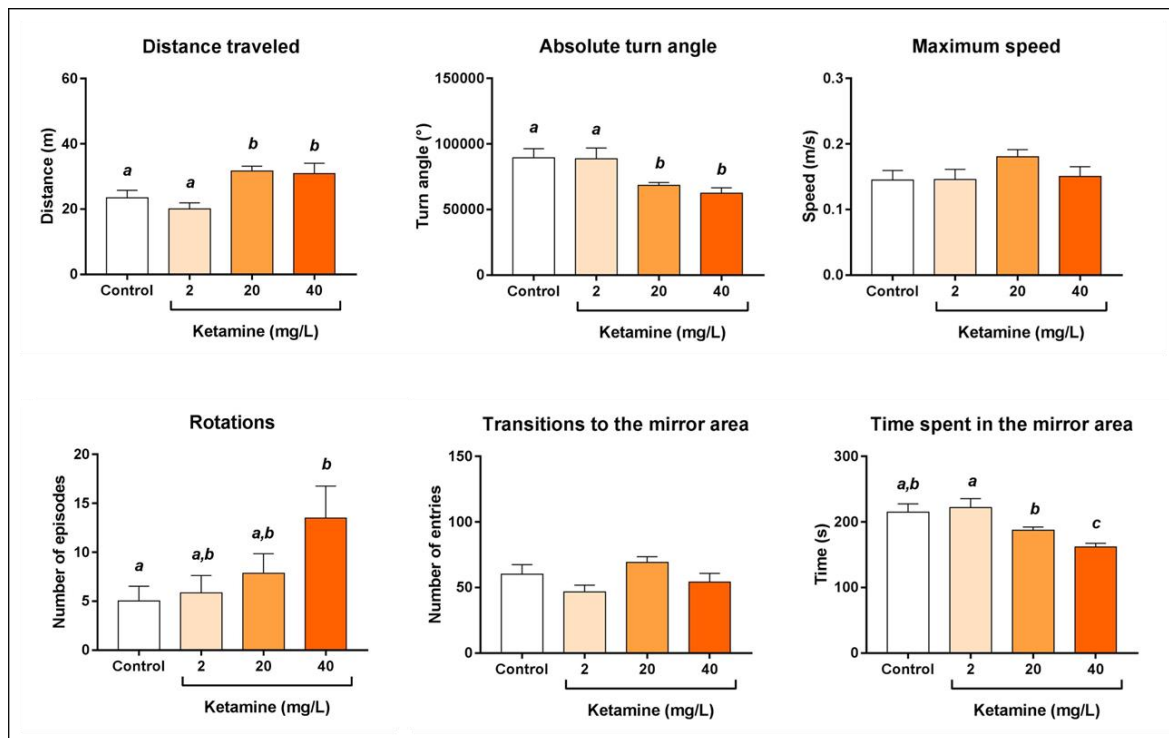 Distance traveled
60
40
20
0
Distance (m)
a
a
b
b
Control 2 20 40
Ketamine (mg/L)
Absolute turn angle
150000
100000
50000
0
Turn angle (°)
a
a
b
b
Control 2 20 40
Ketamine (mg/L)
Maximum speed
0.3
0.2
0.1
0.0
Speed (m/s)
Control 2 20 40
Ketamine (mg/L)
Rotations
20
15
10
5
0
Number of episodes
a
a,b
a,b
b
Control 2 20 40
Ketamine (mg/L)
Transitions to the mirror area
150
100
50
0
Number of entries
Control 2 20 40
Ketamine (mg/L)
Time spent in the mirror area
300
200
100
0
Time (s)
a,b
a
b
c
Control 2 20 40
Ketamine (mg/L)